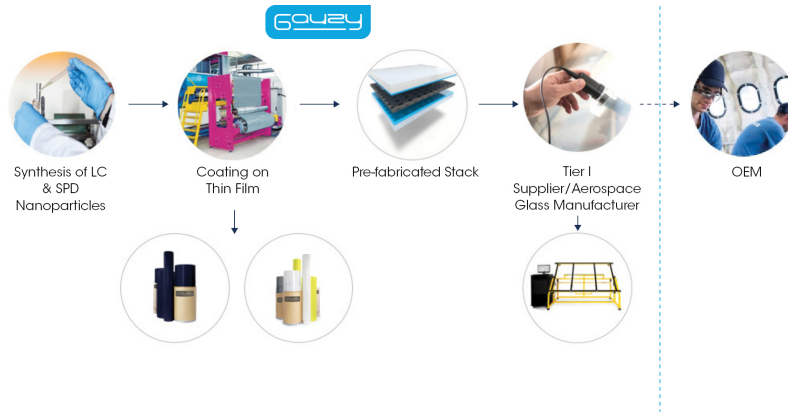 Gauzy
Synthesis of LC
& SPD
Nanoparticles
Coating on
Thin Film
Pre-fabricated Stack
Tier I
Supplier/Aerospace
Glass Manufacturer
OEM